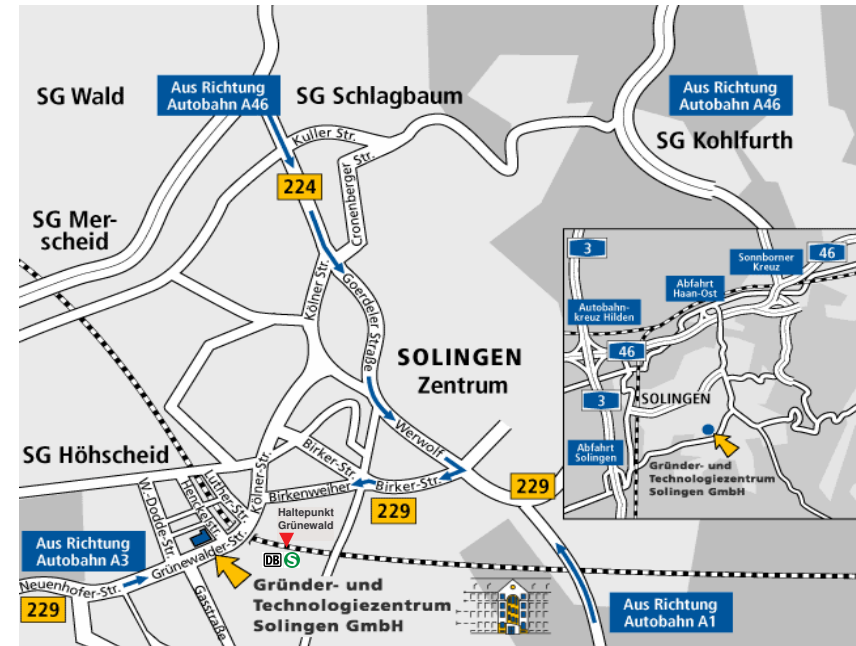 SG Wald
Aus Richtung
Autobahn A46
SG Schlagbaum
Aus Richtung
Autobahn A46
SG Kohlfurth
Kuller Str.
Cronenberger Str.
224
SG Mer-
scheid
Kölner Str.
Goerdeler Straße
SOLINGEN
Zentrum
3
Sonnborner
Kreuz
46
Abfahrt
Haan-Ost
Autobahn-
kreuz Hilden
46
3
SOLINGEN
Abfahrt
Solingen
Gründer- und
Technologiezentrum
Solingen GmbH
SG Höhscheid
Werwolf
Birker-Str.
Birkenweiher
Birker-Str.
229
229
Kölner-Str.
Luther-Str.
Henckelstr.
W.-Dodde-Str.
Haltepunkt
Grünewald
DB S
Aus Richtung
Autobahn A3
Grünewalder-Str.
Neuenhofer-Str.
229
Gasstraße
Gründer- und
Technologiezentrum
Solingen GmbH
Aus Richtung
Autobahn A1